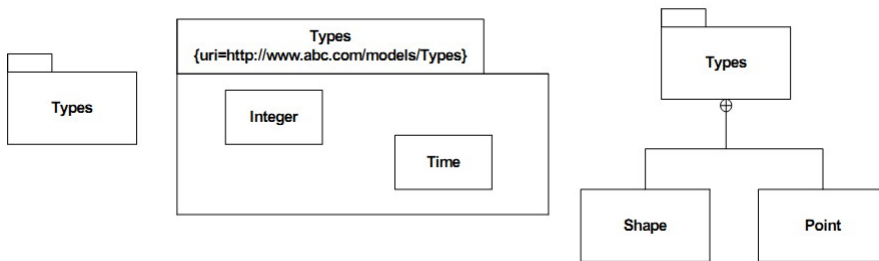 Types
Types
{uri=http://www.abc.com/models/Types}
Integer
Time
Types
Shape
Point